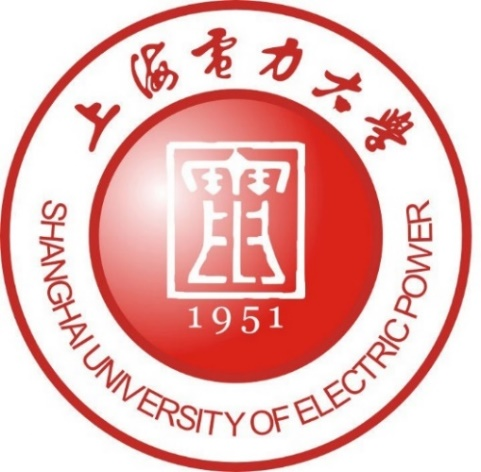 上海电力大学
1951
SHANGHAI UNIVERSITY OF ELECTRIC POWER